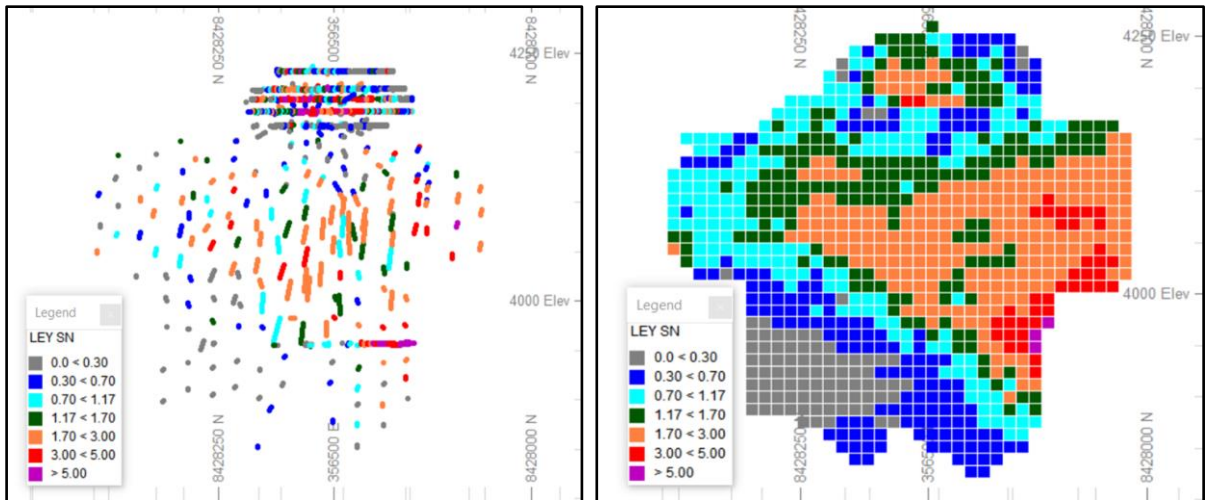 8428250 N
356500 E
8428000 N
4250 Elev
4000 Elev
8428250 N
356500 E
8428000 N
Legend
LEY SN
0.0 < 0.30
0.30 < 0.70
0.70 < 1.17
1.17 < 1.70
1.70 < 3.00
3.00 < 5.00
> 5.00
8428250
8428000 N
4250 Elev
4000 Elev
8428250
8428000 N
Legend
LEY SN
0.0 < 0.30
0.30 < 0.70
0.70 < 1.17
1.17 < 1.70
1.70 < 3.00
3.00 < 5.00
> 5.00